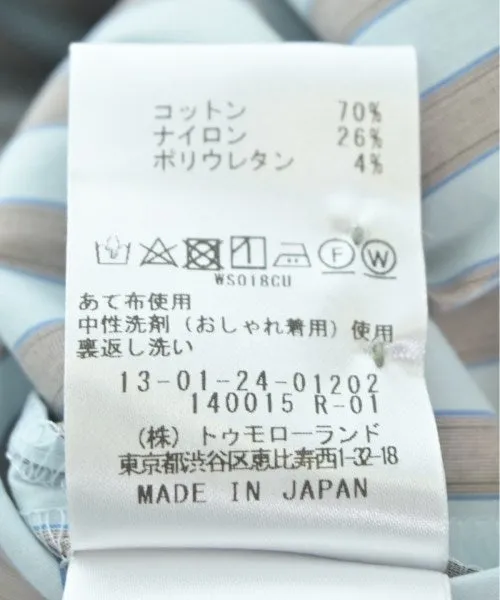 コットン 70%
ナイロン 26%
ポリウレタン 4%
F W
WS018CU
あて布使用
中性洗剤（おしゃれ着用）使用
裏返し洗い
13-01-24-01202
140015 R-01
（株）トゥモローランド
東京都渋谷区恵比寿西1-32-18
MADE IN JAPAN